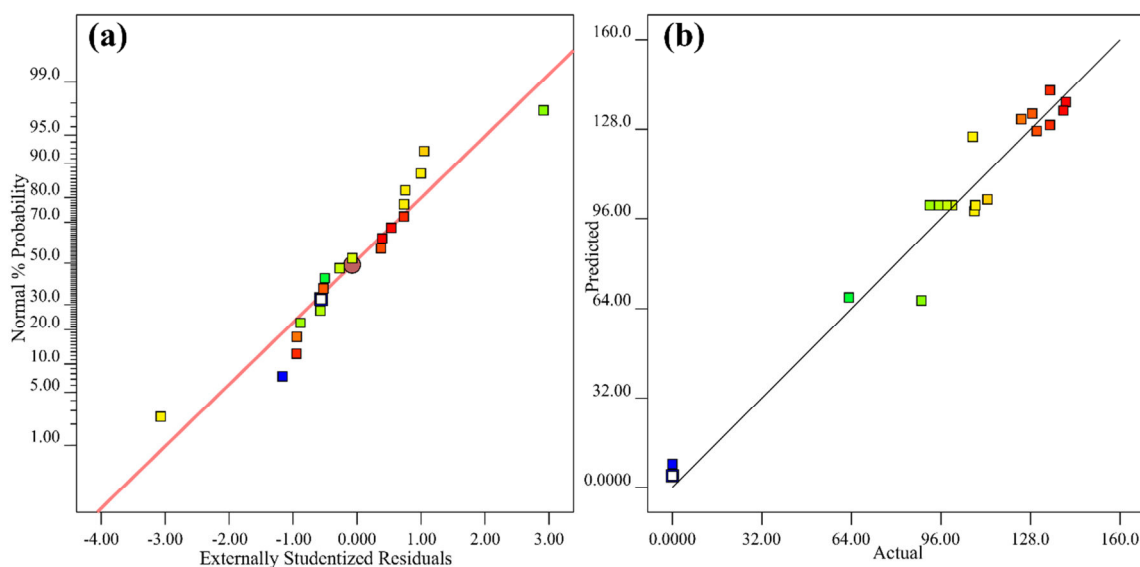 (a)
Normal % Probability
99.0
95.0
90.0
80.0
70.0
50.0
30.0
20.0
10.0
5.00
1.00
-4.00 -3.00 -2.00 -1.00 0.000 1.00 2.00 3.00
Externally Studentized Residuals
(b)
Predicted
160.0
128.0
96.00
64.00
32.00
0.0000
0.0000 32.00 64.00 96.00 128.0 160.0
Actual